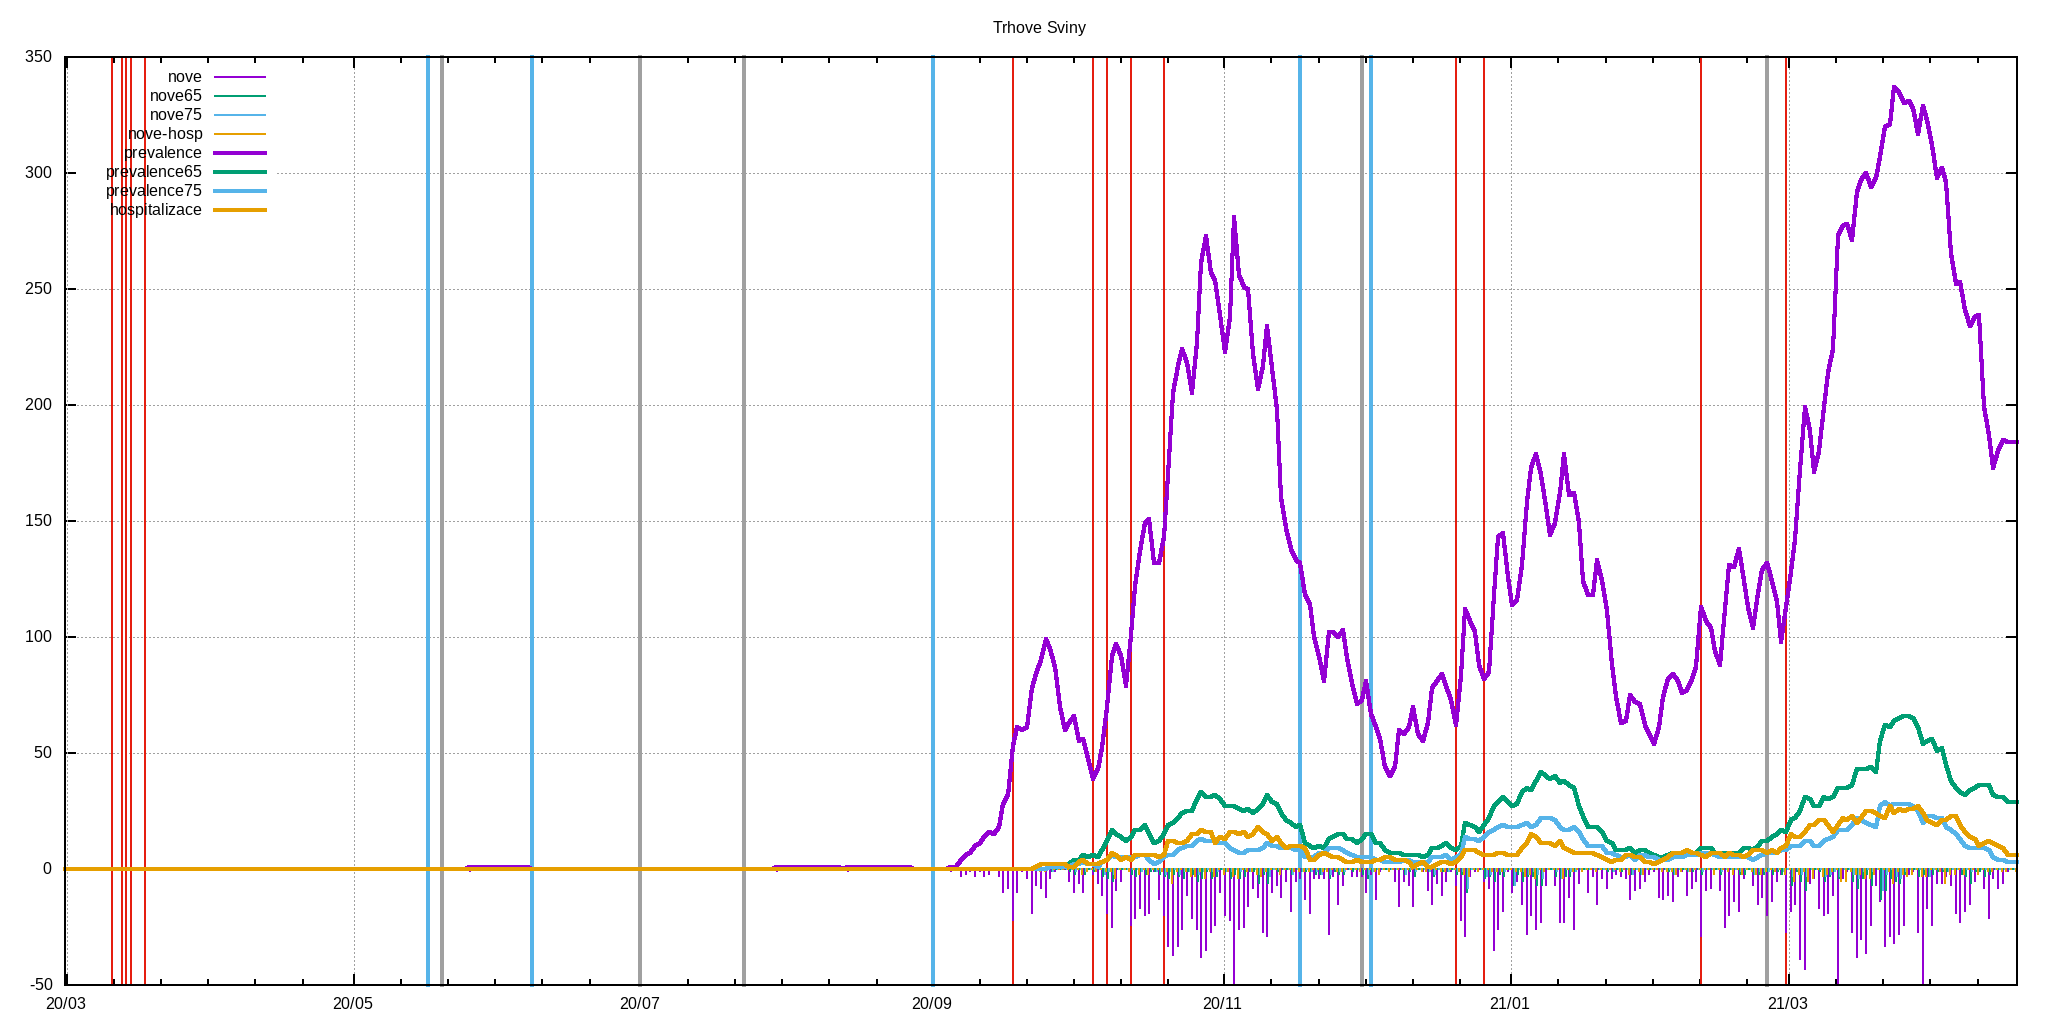 Trhove Sviny
350
300
250
200
150
100
50
0
-50
nove
nove65
nove75
nove-hosp
prevalence
prevalence65
prevalence75
hospitalizace
20/03 20/05 20/07 20/09 20/11 21/01 21/03